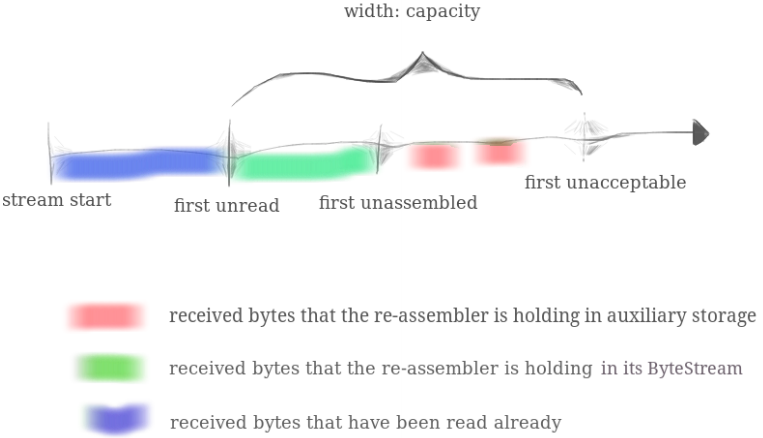 width: capacity
stream start
first unread
first unassembled
first unacceptable
received bytes that the re-assembler is holding in auxiliary storage
received bytes that the re-assembler is holding in its ByteStream
received bytes that have been read already